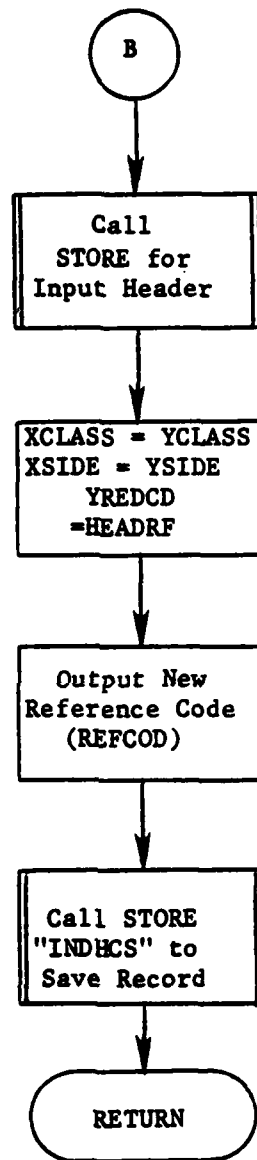 B
Call
STORE for
Input Header
XCLASS = YCLASS
XSIDE = YSIDE
YREDCD
=HEADRF
Output New
Reference Code
(REFCOD)
Call STORE
"INDHCS" to
Save Record
RETURN